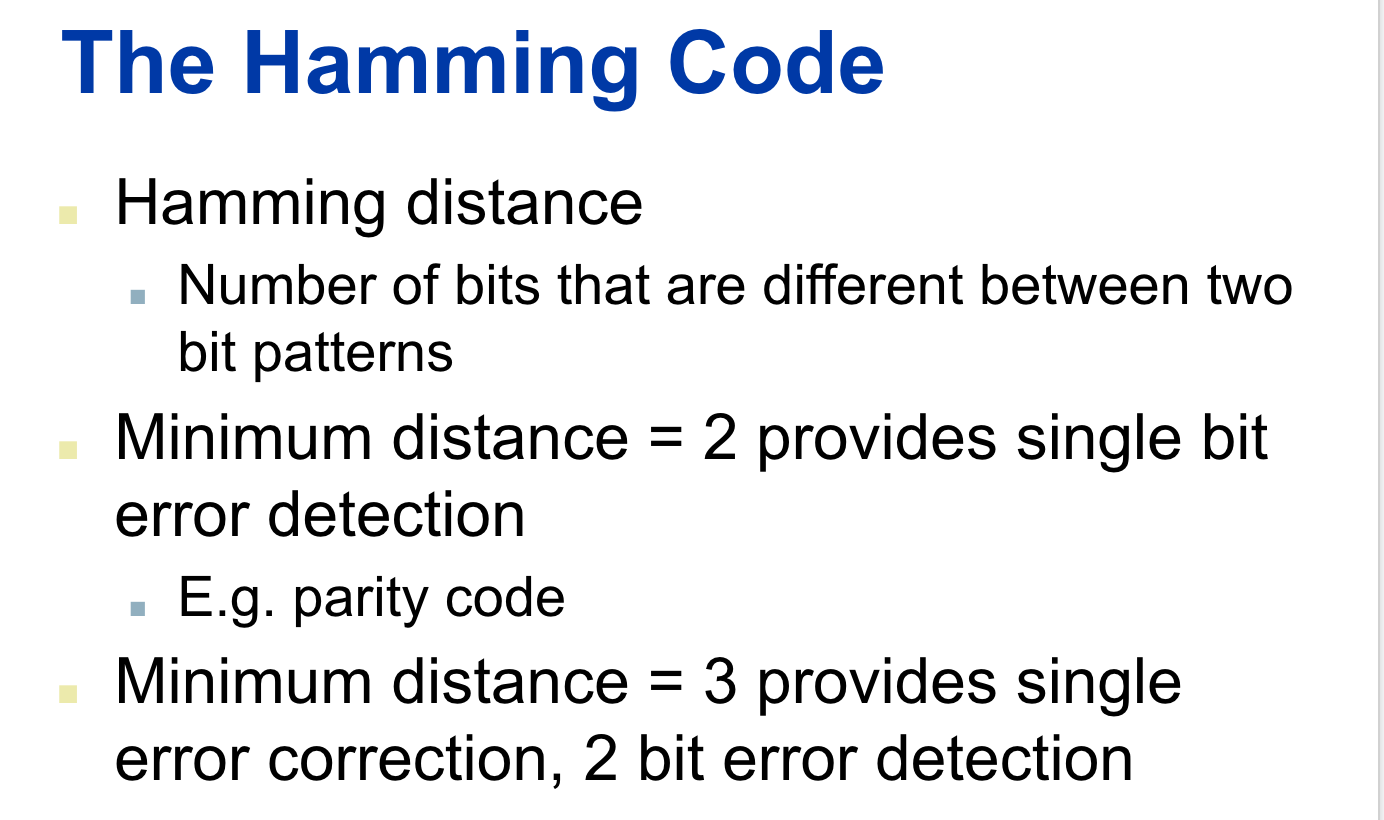 The Hamming Code
Hamming distance
Number of bits that are different between two
bit patterns
Minimum distance = 2 provides single bit
error detection
E.g. parity code
Minimum distance = 3 provides single
error correction, 2 bit error detection